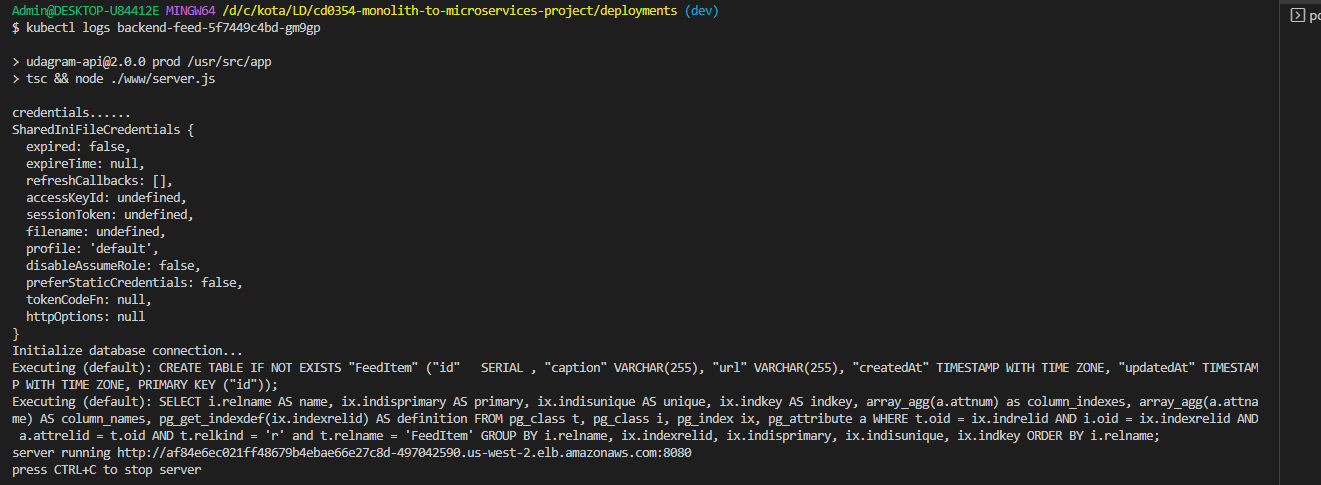 Admin@DESKTOP-U84412E MINGW64 /d/c/kota/LD/cd0354-monolith-to-microservices-project/deployments (dev)
$ kubectl logs backend-feed-5f7449c4bd-gm9gp
> udagram-api@2.0.0 prod /usr/src/app
> tsc && node ./www/server.js
credentials......
SharedIniFileCredentials {
  expired: false,
  expireTime: null,
  refreshCallbacks: [],
  accessKeyId: undefined,
  sessionToken: undefined,
  filename: undefined,
  profile: 'default',
  disableAssumeRole: false,
  preferStaticCredentials: false,
  tokenCodeFn: null,
  httpOptions: null
}
Initialize database connection...
Executing (default): CREATE TABLE IF NOT EXISTS "FeedItem" ("id"   SERIAL , "caption" VARCHAR(255), "url" VARCHAR(255), "createdAt" TIMESTAMP WITH TIME ZONE, "updatedAt" TIMESTAM
P WITH TIME ZONE, PRIMARY KEY ("id"));
Executing (default): SELECT i.relname AS name, ix.indisprimary AS primary, ix.indisunique AS unique, ix.indkey AS indkey, array_agg(a.attnum) as column_indexes, array_agg(a.attna
me) AS column_names, pg_get_indexdef(ix.indexrelid) AS definition FROM pg_class t, pg_class i, pg_index ix, pg_attribute a WHERE t.oid = ix.indrelid AND i.oid = ix.indexrelid AND
 a.attrelid = t.oid AND t.relkind = 'r' and t.relname = 'FeedItem' GROUP BY i.relname, ix.indexrelid, ix.indisprimary, ix.indisunique, ix.indkey ORDER BY i.relname;
server running http://af84e6ec021ff48679b4ebae66e27c8d-497042590.us-west-2.elb.amazonaws.com:8080
press CTRL+C to stop server